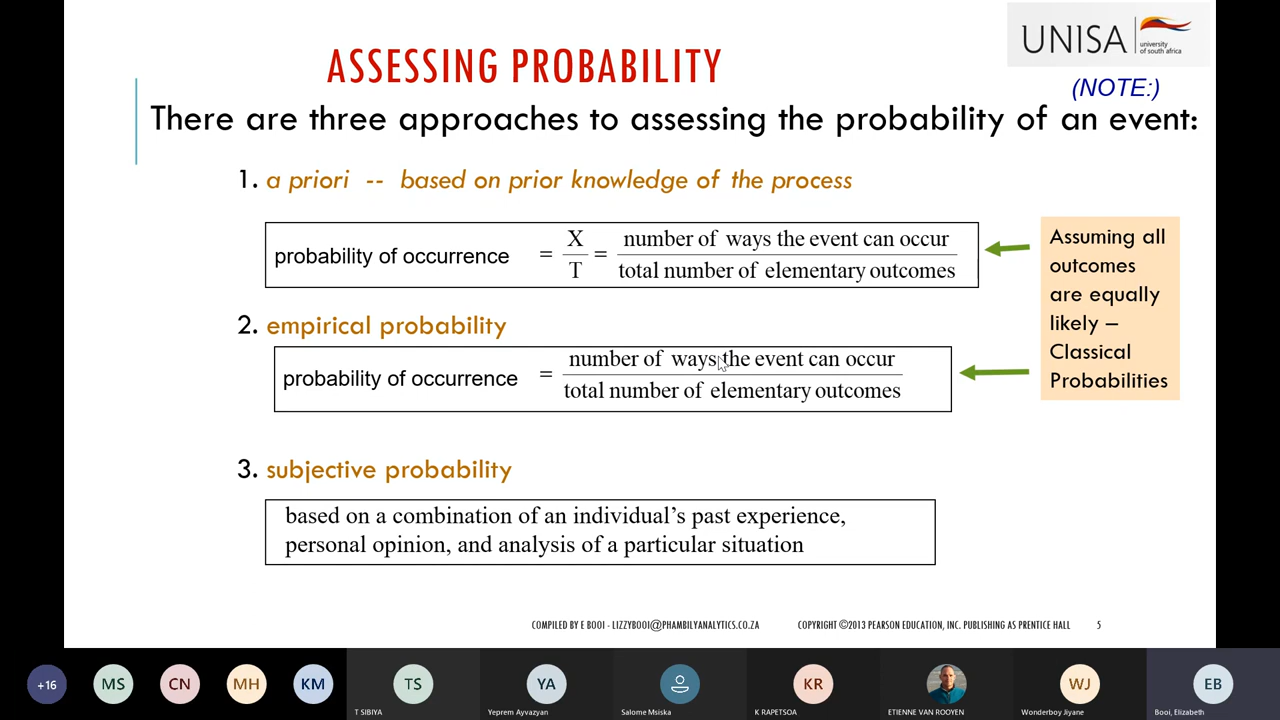 UNISA
university
of south africa
ASSESSING PROBABILITY
(NOTE:)
There are three approaches to assessing the probability of an event:
1. a priori -- based on prior knowledge of the process
probability of occurrence = X/T = number of ways the event can occur / total number of elementary outcomes
Assuming all
outcomes
are equally
likely –
Classical
Probabilities
2. empirical probability
probability of occurrence = number of ways the event can occur / total number of elementary outcomes
3. subjective probability
based on a combination of an individual's past experience,
personal opinion, and analysis of a particular situation
COMPILED BY E BOOI - LIZZYBOOI@PHAMBILYANALYTICS.CO.ZA
COPYRIGHT ©2013 PEARSON EDUCATION, INC. PUBLISHING AS PRENTICE HALL
5
+16
MS
CN
MH
KM
TS
YA
KR
WJ
EB
T SIBIYA
Yeprem Ayvazyan
Salome Msiska
K RAPETSOA
ETIENNE VAN ROOYEN
Wonderboy Jiyane
Booi, Elizabeth